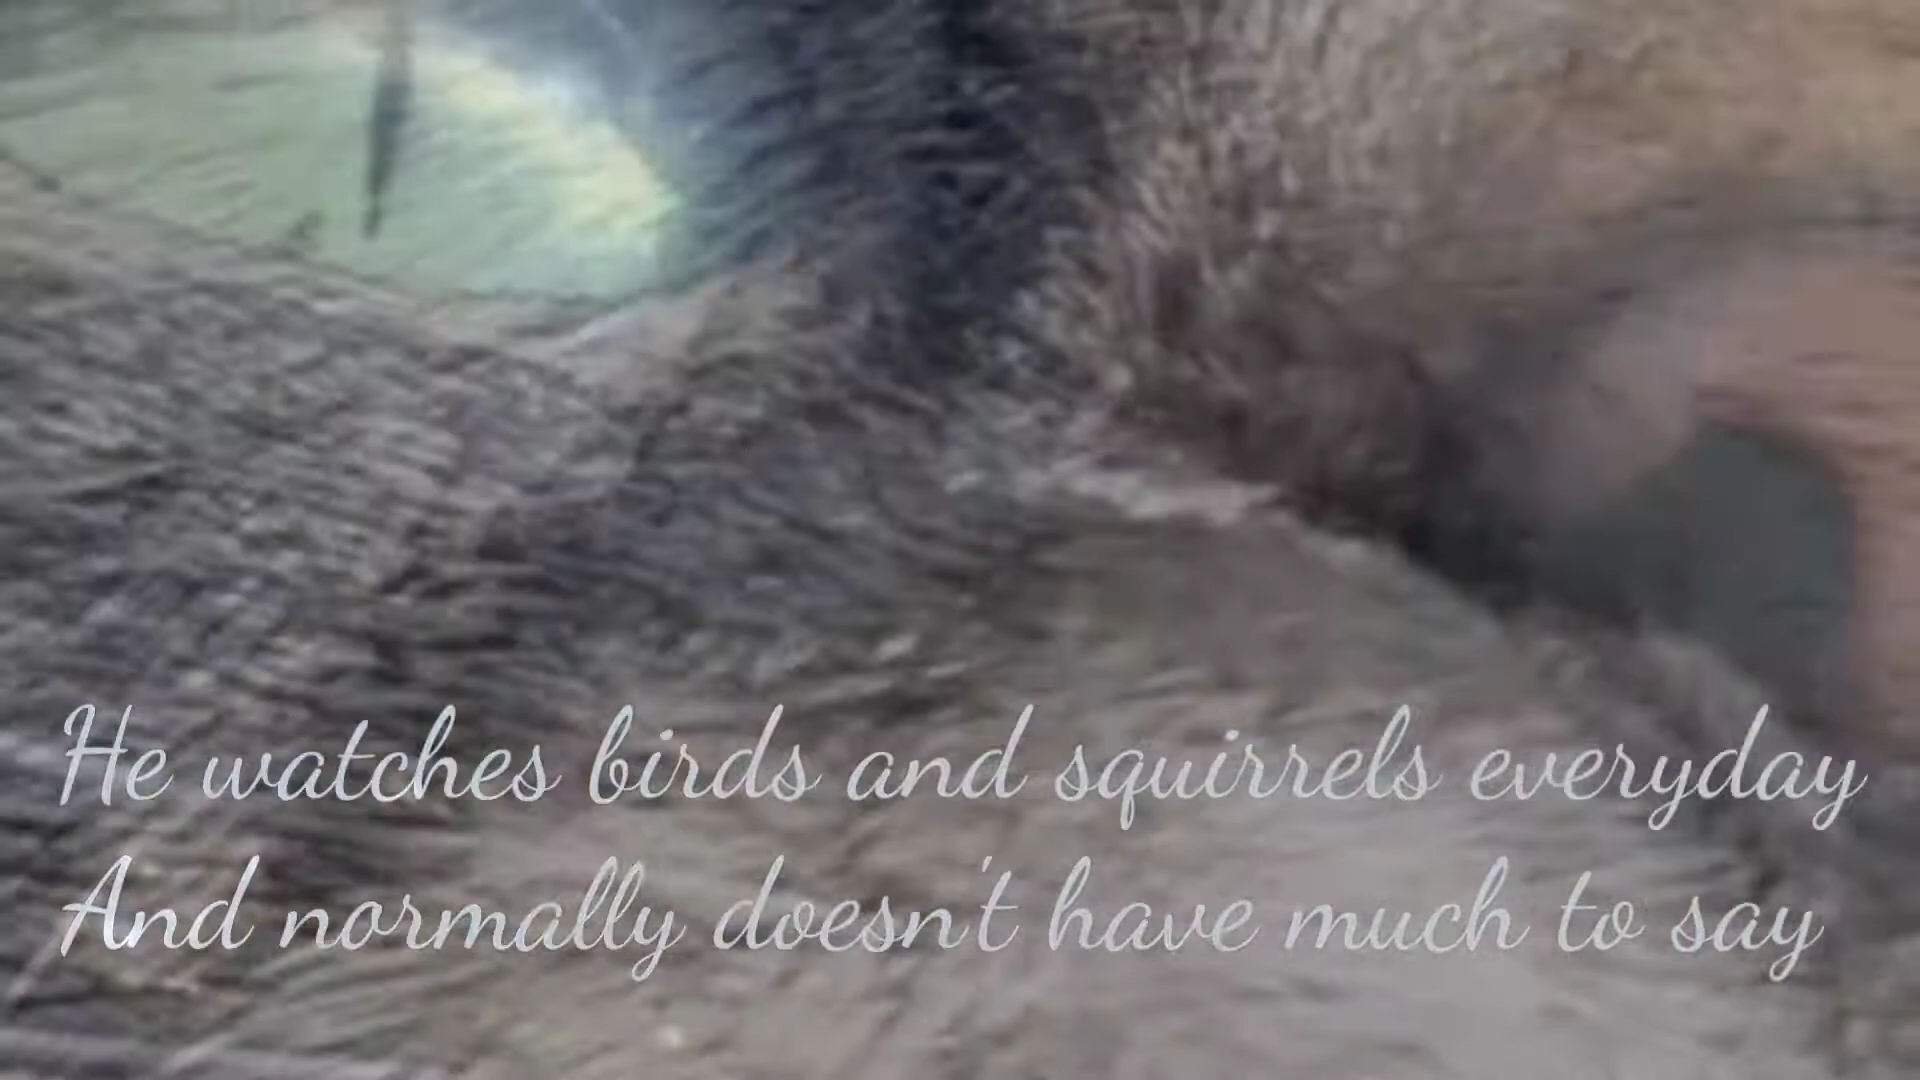 He watches birds and squirrels everyday
And normally doesn't have much to say